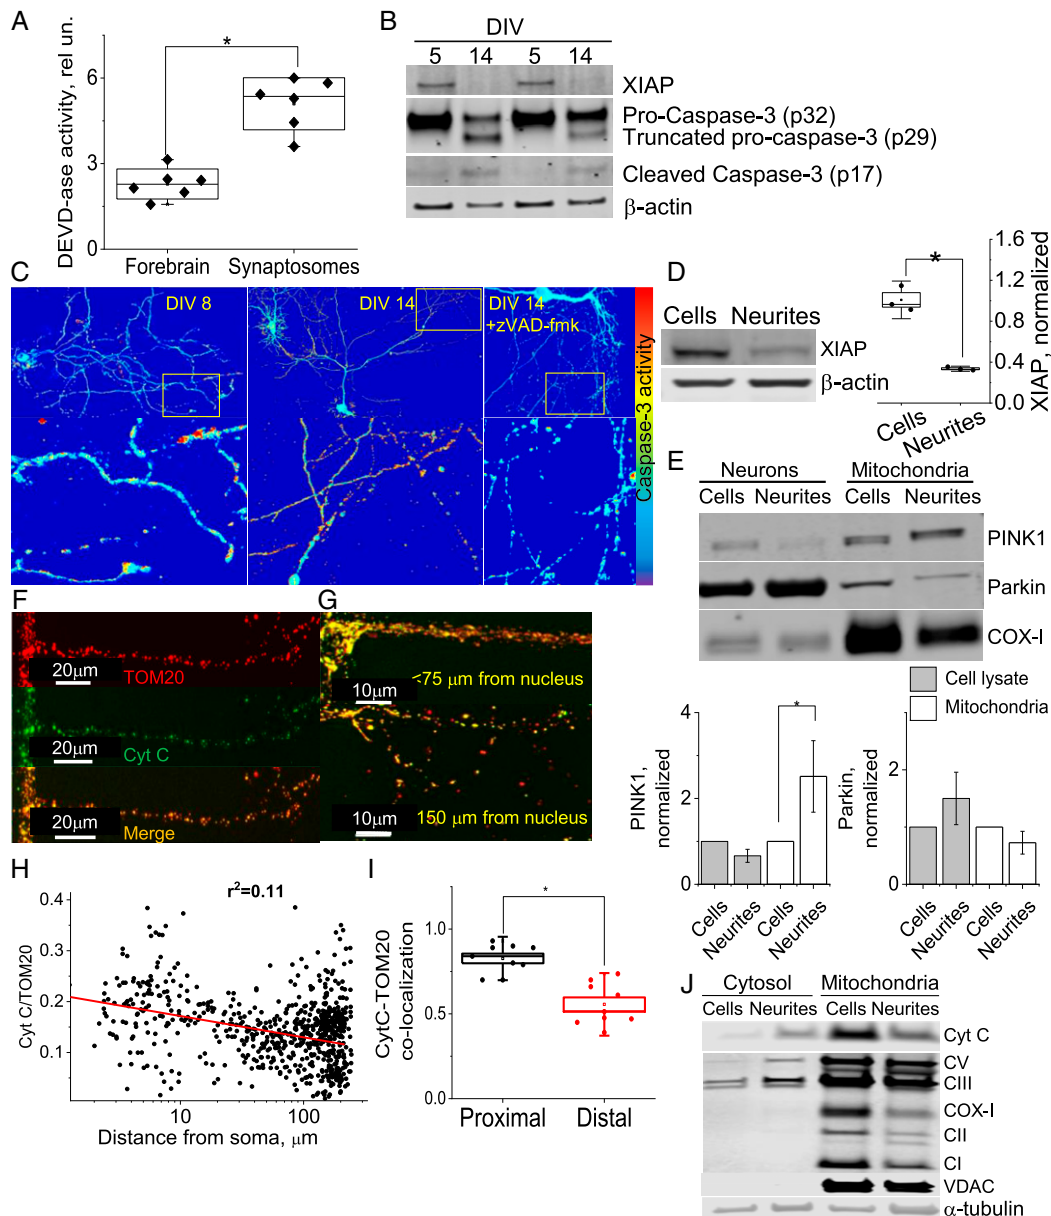 A
DEVD-ase activity, rel un.
6
3
0
*
Forebrain
Synaptosomes
B
DIV
5 14 5 14
XIAP
Pro-Caspase-3 (p32)
Truncated pro-caspase-3 (p29)
Cleaved Caspase-3 (p17)
β-actin
C
DIV 8
DIV 14
DIV 14
+zVAD-fmk
Caspase-3 activity
D
Cells Neurites
XIAP
β-actin
*
1.6
1.2
0.8
0.4
0.0
XIAP, normalized
Cells
Neurites
E
Neurons Mitochondria
Cells Neurites Cells Neurites
PINK1
Parkin
COX-I
Cell lysate
Mitochondria
PINK1,
normalized
4
2
0
*
Cells
Neurites
Cells
Neurites
Parkin,
normalized
2
0
Cells
Neurites
Cells
Neurites
F
20μm
TOM20
20μm
Cyt C
20μm
Merge
G
<75 μm from nucleus
10μm
150 μm from nucleus
10μm
H
r²=0.11
Cyt C/TOM20
0.4
0.3
0.2
0.1
10
100
Distance from soma, μm
I
*
CytC-TOM20
co-localization
1.0
0.5
0.0
Proximal
Distal
J
Cytosol Mitochondria
Cells Neurites Cells Neurites
Cyt C
CV
CIII
COX-I
CII
CI
VDAC
α-tubulin